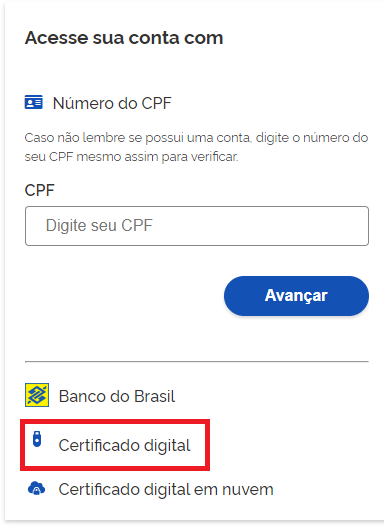 Acesse sua conta com
Número do CPF
Caso não lembre se possui uma conta, digite o número do
seu CPF mesmo assim para verificar.
CPF
Digite seu CPF
Avançar
Banco do Brasil
Certificado digital
Certificado digital em nuvem